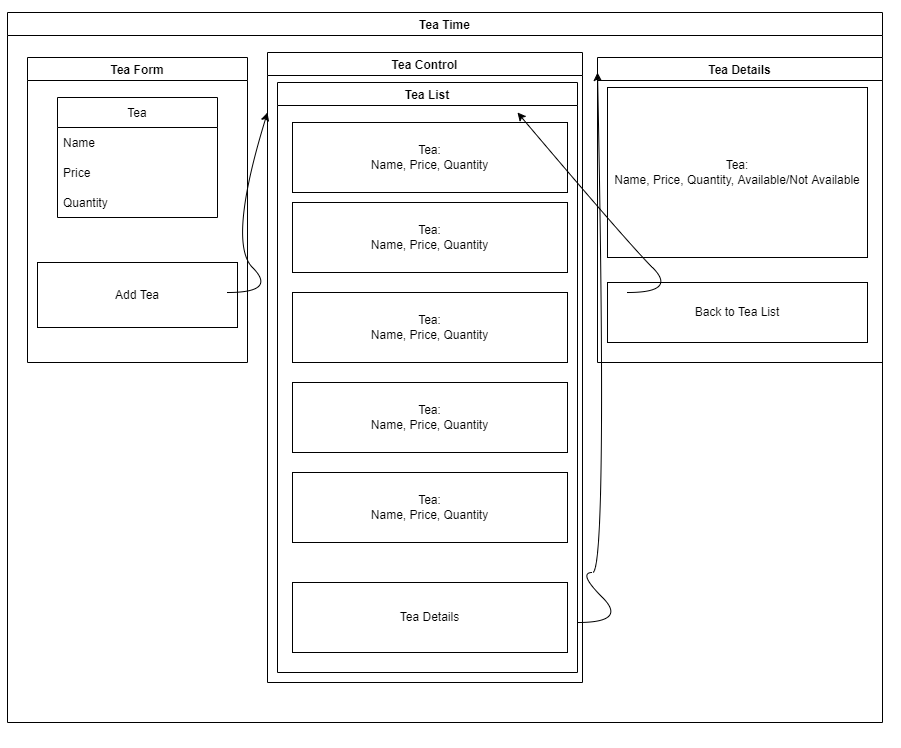 Tea Time
Tea Form
Tea
Name
Price
Quantity
Add Tea
Tea Control
Tea List
Tea:
Name, Price, Quantity
Tea:
Name, Price, Quantity
Tea:
Name, Price, Quantity
Tea:
Name, Price, Quantity
Tea:
Name, Price, Quantity
Tea Details
Tea Details
Tea:
Name, Price, Quantity, Available/Not Available
Back to Tea List